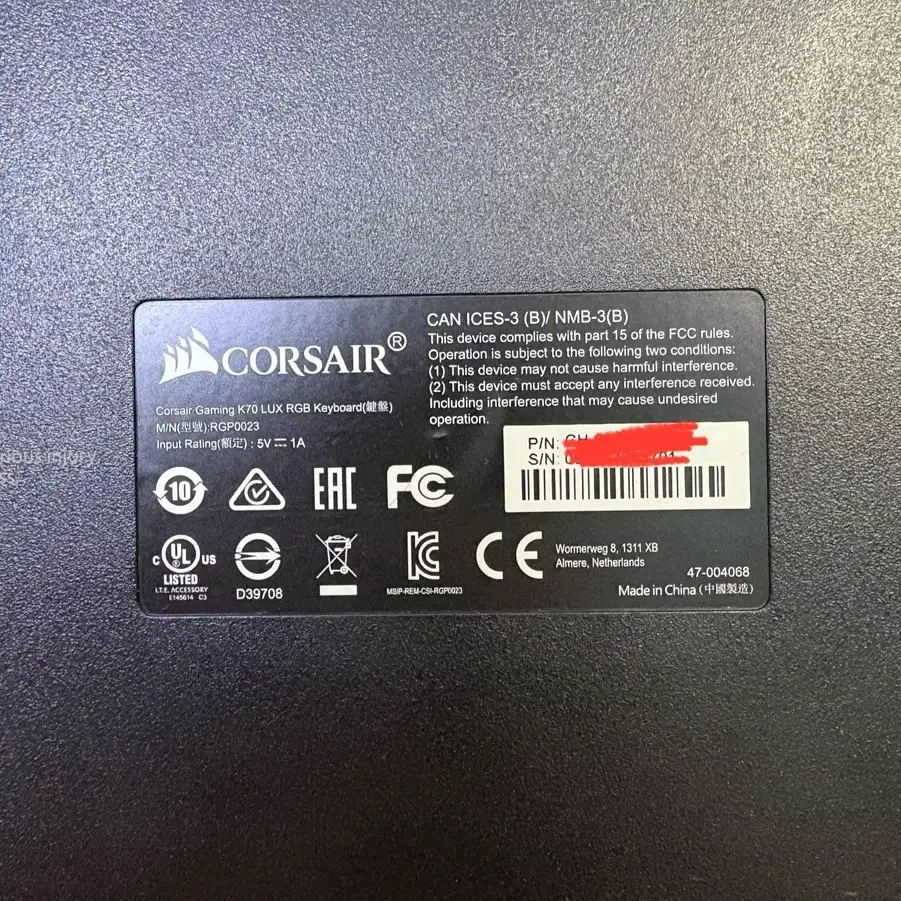 CORSAIR®
Corsair Gaming K70 LUX RGB Keyboard(鍵盤)
M/N(型號):RGP0023
Input Rating(額定) : 5V ⎓ 1A
CAN ICES-3 (B)/ NMB-3(B)
This device complies with part 15 of the FCC rules.
Operation is subject to the following two conditions:
(1) This device may not cause harmful interference.
(2) This device must accept any interference received.
Including interference that may cause undesired
operation.
P/N:
S/N:
10
EAC
FC
c UL US
LISTED
I.T.E. ACCESSORY
E145614 C3
D39708
KC
MSIP-REM-CSI-RGP0023
CE
Wormerweg 8, 1311 XB
Almere, Netherlands
47-004068
Made in China (中國製造)